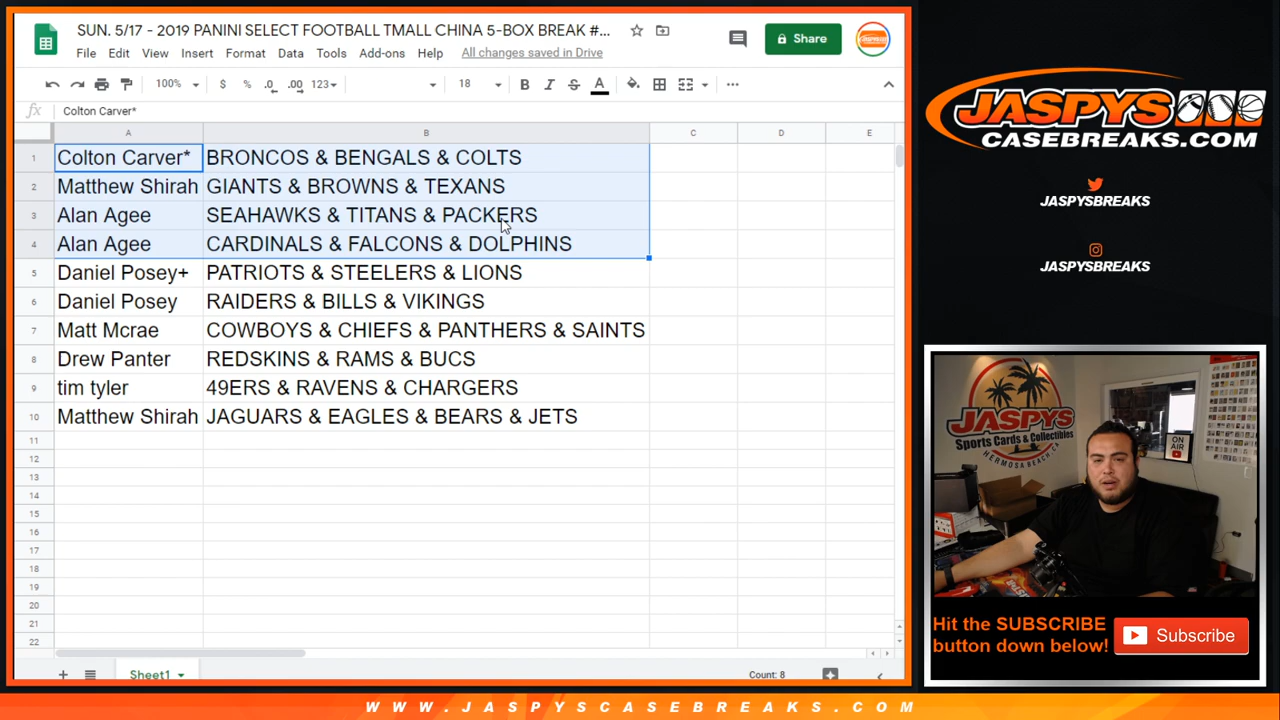 SUN. 5/17 - 2019 PANINI SELECT FOOTBALL TMALL CHINA 5-BOX BREAK #...
File Edit View Insert Format Data Tools Add-ons Help All changes saved in Drive
Share
100% $ % .0 .00 123 18 B I S A
fx Colton Carver*
A B C D E
1 Colton Carver* BRONCOS & BENGALS & COLTS
2 Matthew Shirah GIANTS & BROWNS & TEXANS
3 Alan Agee SEAHAWKS & TITANS & PACKERS
4 Alan Agee CARDINALS & FALCONS & DOLPHINS
5 Daniel Posey+ PATRIOTS & STEELERS & LIONS
6 Daniel Posey RAIDERS & BILLS & VIKINGS
7 Matt Mcrae COWBOYS & CHIEFS & PANTHERS & SAINTS
8 Drew Panter REDSKINS & RAMS & BUCS
9 tim tyler 49ERS & RAVENS & CHARGERS
10 Matthew Shirah JAGUARS & EAGLES & BEARS & JETS
11
12
13
14
15
16
17
18
19
20
21
22
Sheet1
Count: 8
JASPYS
CASEBREAKS.COM
JASPYSBREAKS
JASPYSBREAKS
JASPYS
Sports Cards & Collectibles
HERMOSA BEACH, CA
ON
AIR
Hit the SUBSCRIBE
button down below!
Subscribe
WWW.JASPYSCASEBREAKS.COM